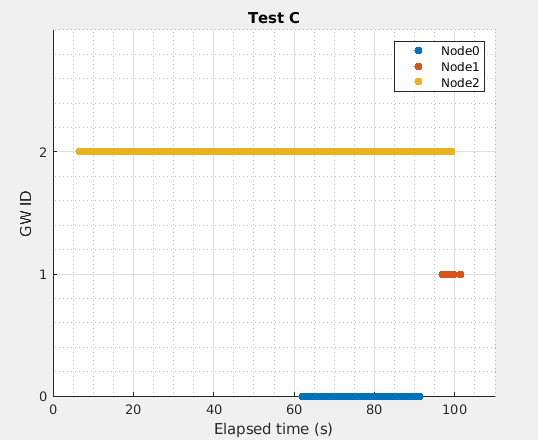 Test C
Node0
Node1
Node2
2
1
0
GW ID
0 20 40 60 80 100
Elapsed time (s)